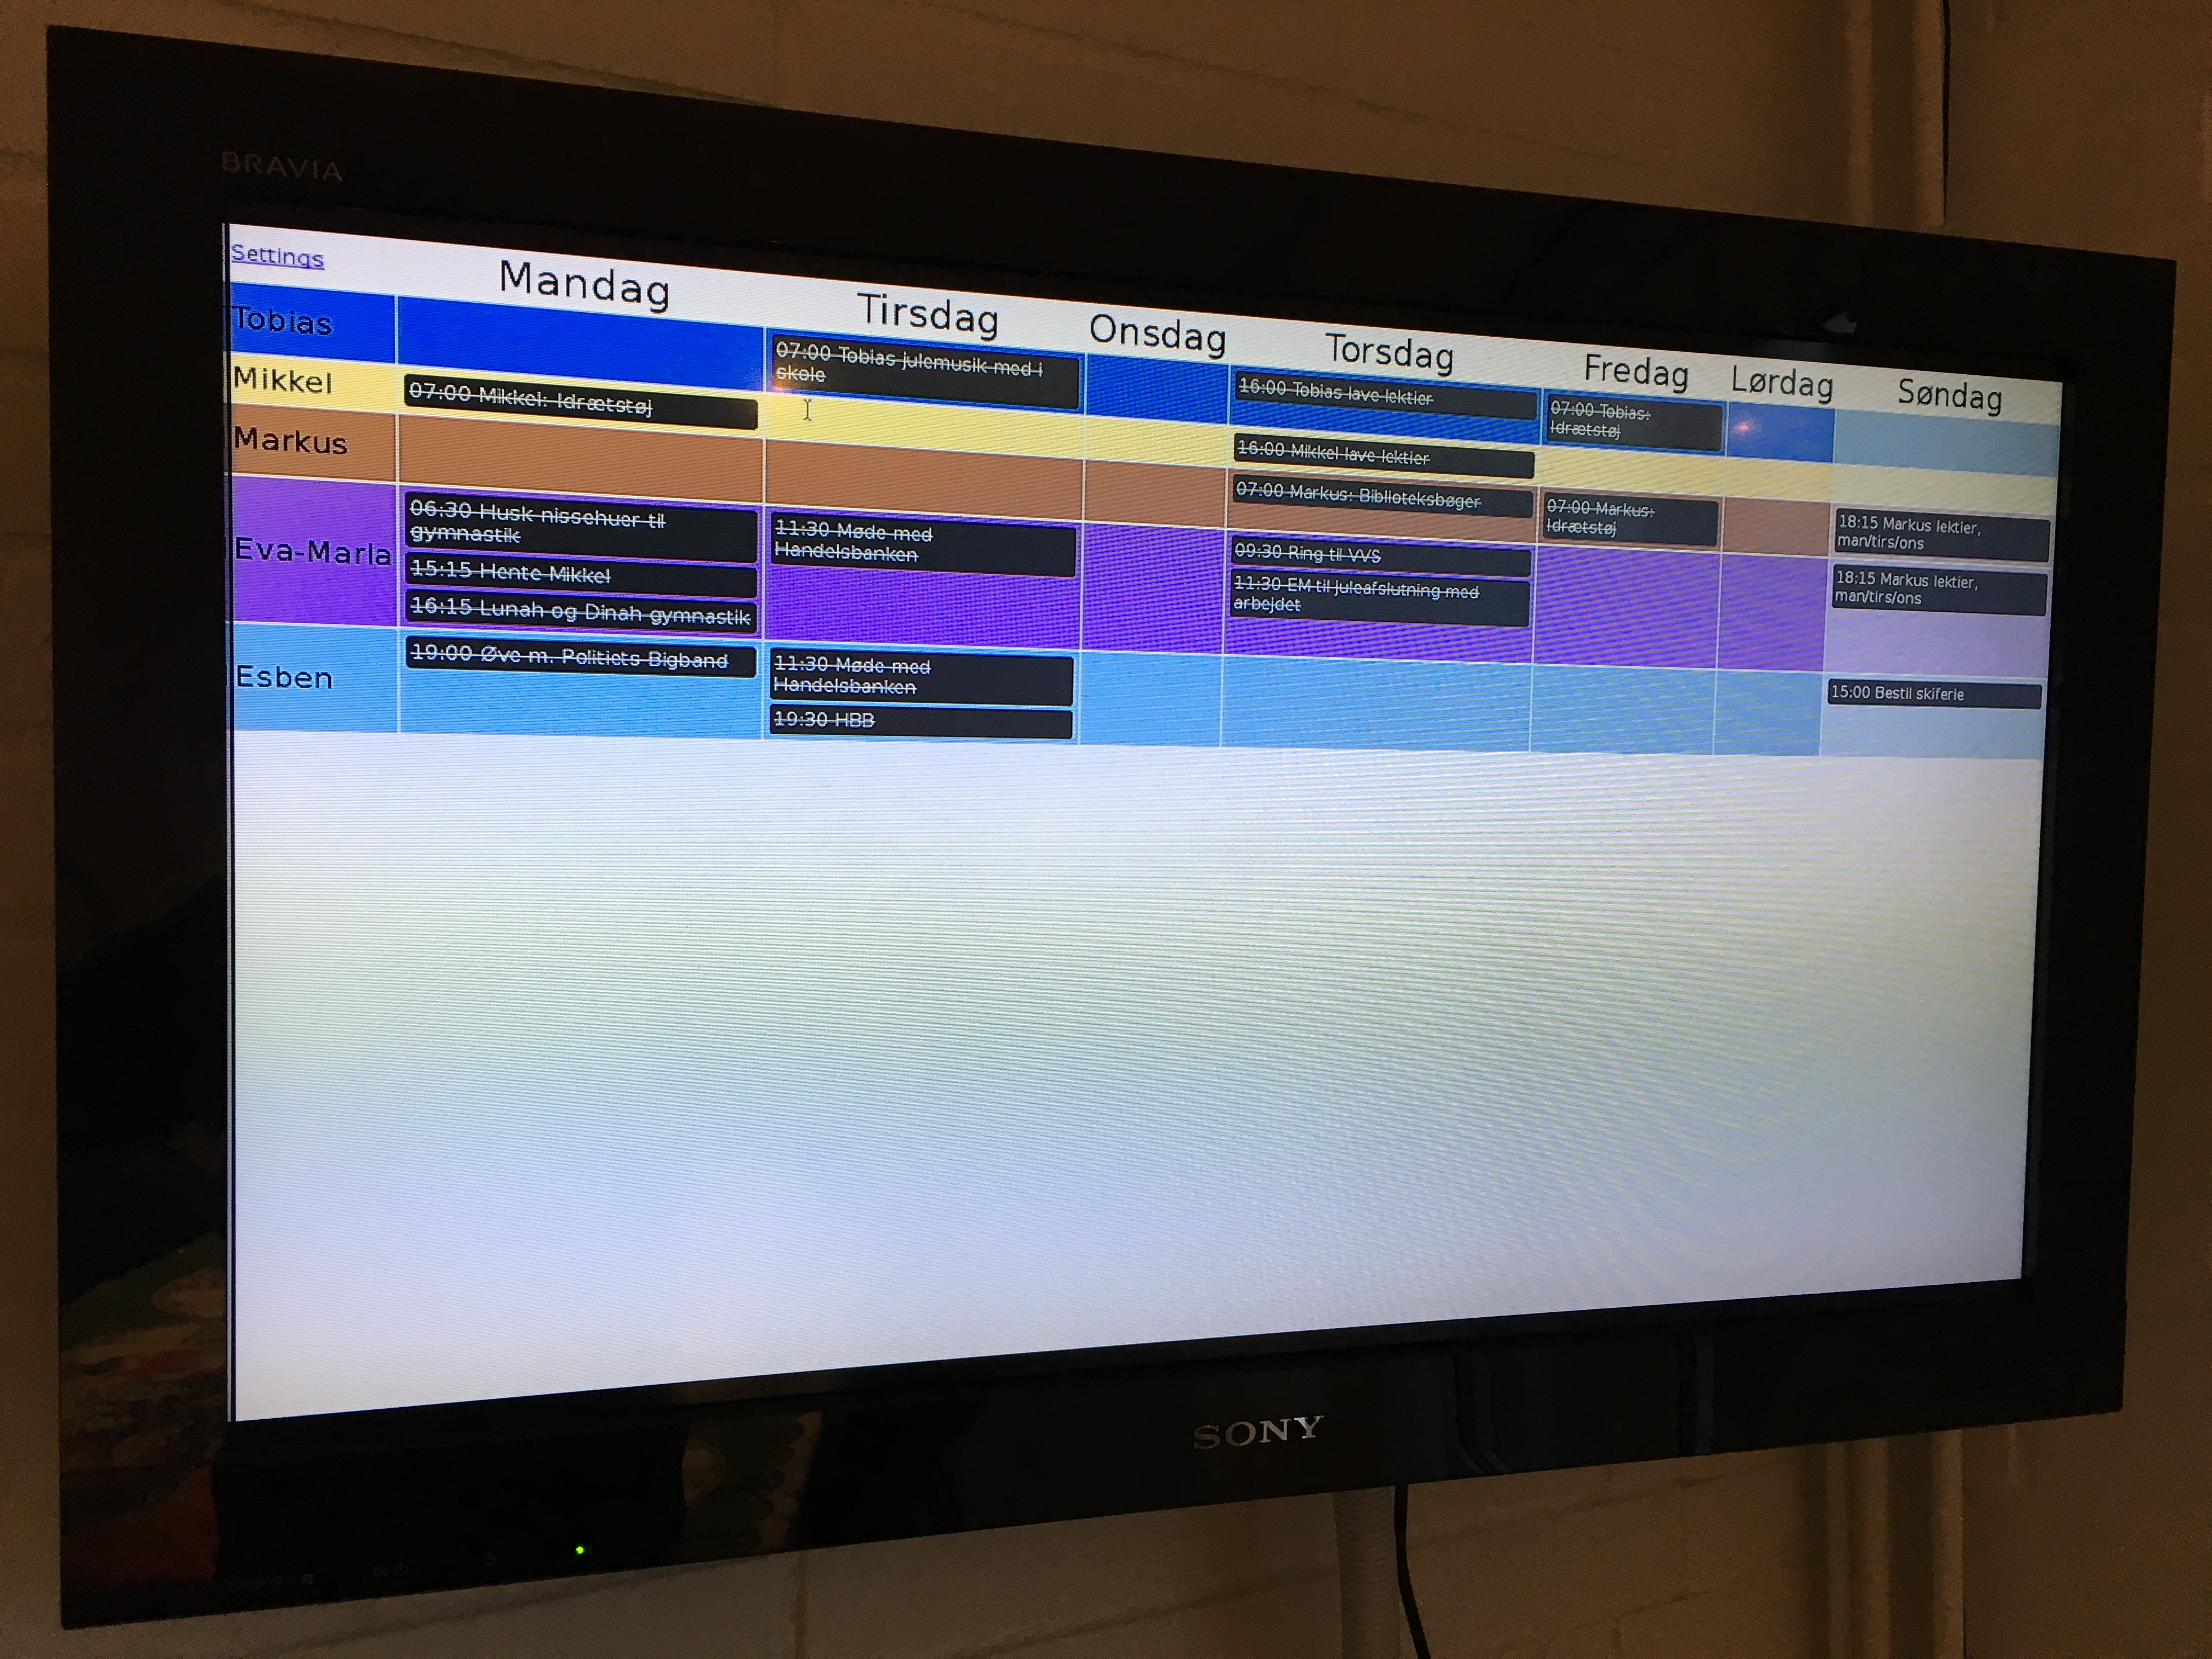 BRAVIA
Settings
Mandag
Tirsdag
Onsdag
Torsdag
Fredag
Lørdag
Søndag
Tobias
07:00 Tobias julemusik med i
skole
16:00 Tobias lave lektier
07:00 Tobias:
Idrætstøj
Mikkel
07:00 Mikkel: Idrætstøj
16:00 Mikkel lave lektier
Markus
07:00 Markus: Biblioteksbøger
07:00 Markus:
Idrætstøj
18:15 Markus lektier,
man/tirs/ons
Eva-Maria
06:30 Husk nissehuer til
gymnastik
15:15 Hente Mikkel
16:15 Lunah og Dinah gymnastik
11:30 Møde med
Handelsbanken
09:30 Ring til VVS
11:30 EM til juleafslutning med
arbejdet
18:15 Markus lektier,
man/tirs/ons
Esben
19:00 Øve m. Politiets Bigband
11:30 Møde med
Handelsbanken
19:30 HBB
15:00 Bestil skiferie
SONY